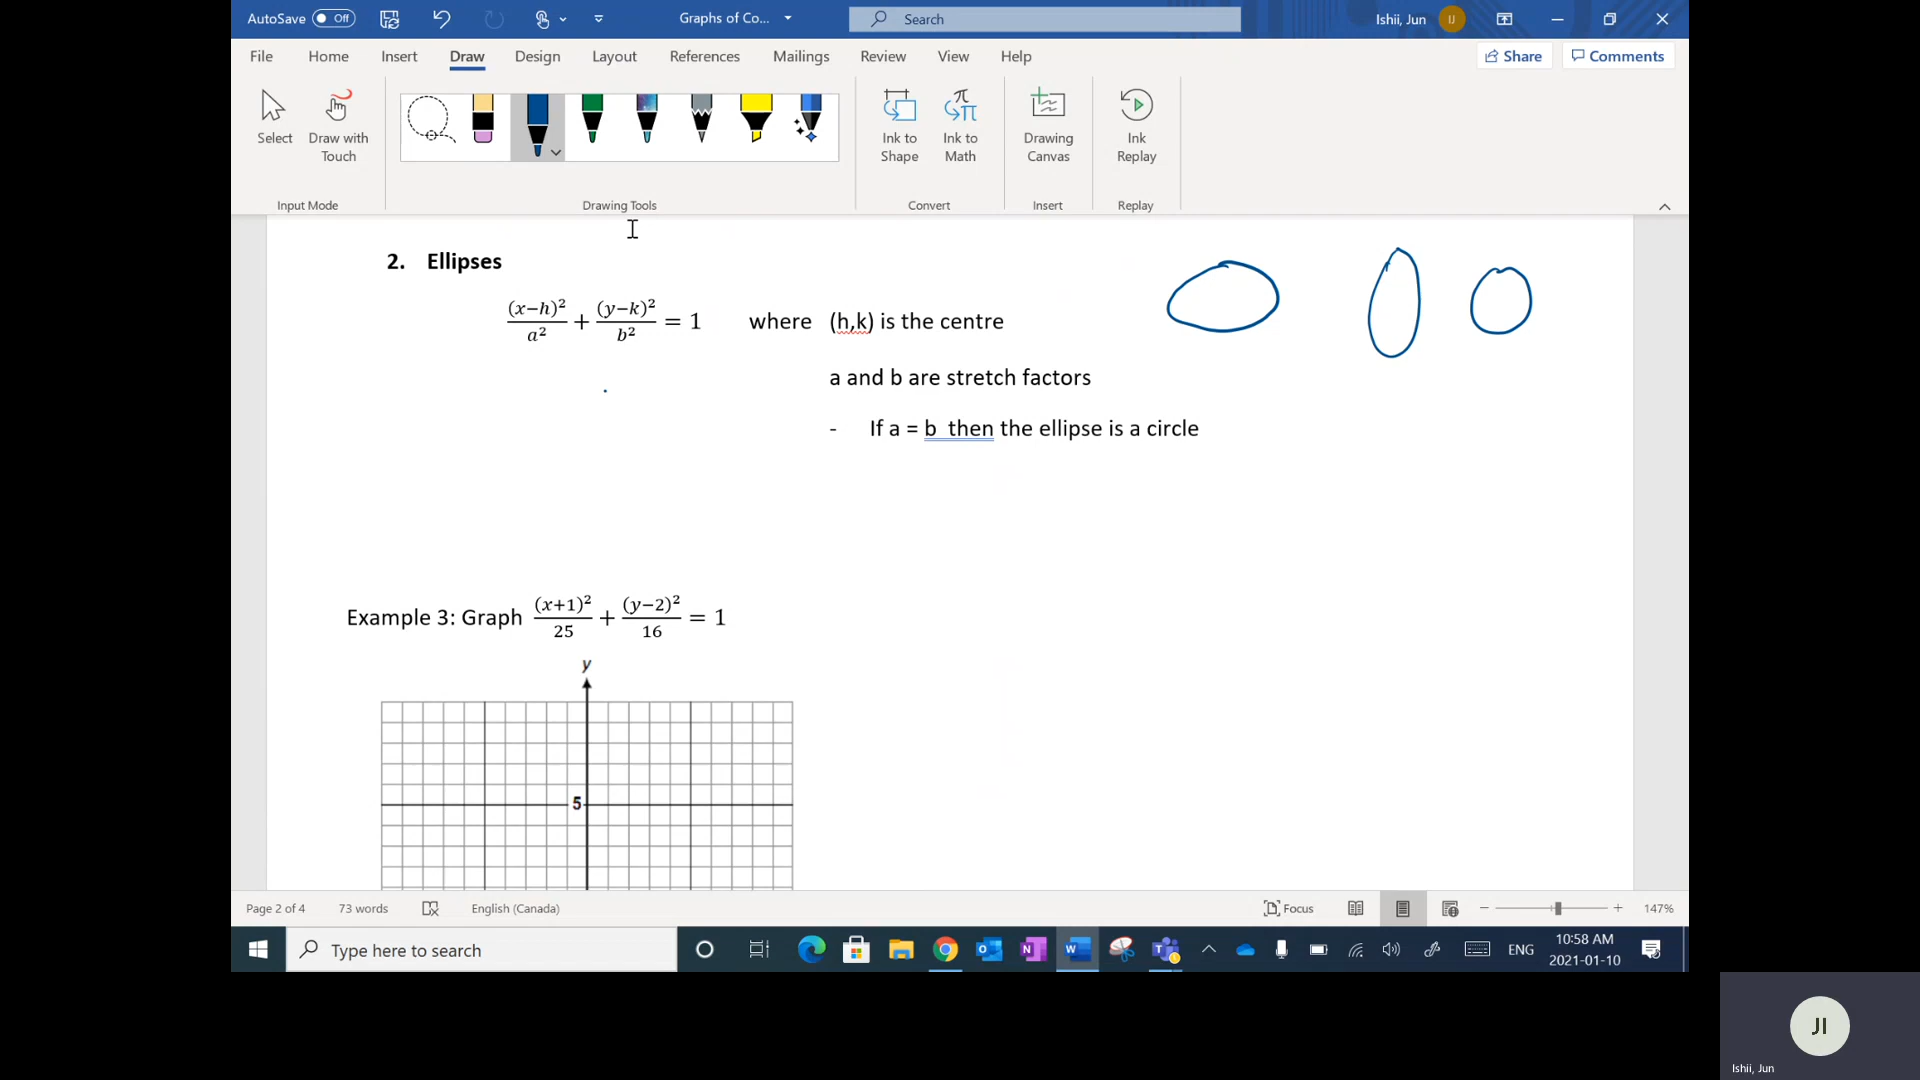 AutoSave Off Graphs of Co... Search Ishii, Jun IJ
File Home Insert Draw Design Layout References Mailings Review View Help Share Comments
Select Draw with Touch Ink to Shape Ink to Math Drawing Canvas Ink Replay
Input Mode Drawing Tools Convert Insert Replay
2. Ellipses
(x−h)²/a² + (y−k)²/b² = 1 where (h,k) is the centre
a and b are stretch factors
- If a = b then the ellipse is a circle
Example 3: Graph (x+1)²/25 + (y−2)²/16 = 1
y
5
Page 2 of 4 73 words English (Canada) Focus 147%
Type here to search ENG 10:58 AM
2021-01-10
JI
Ishii, Jun